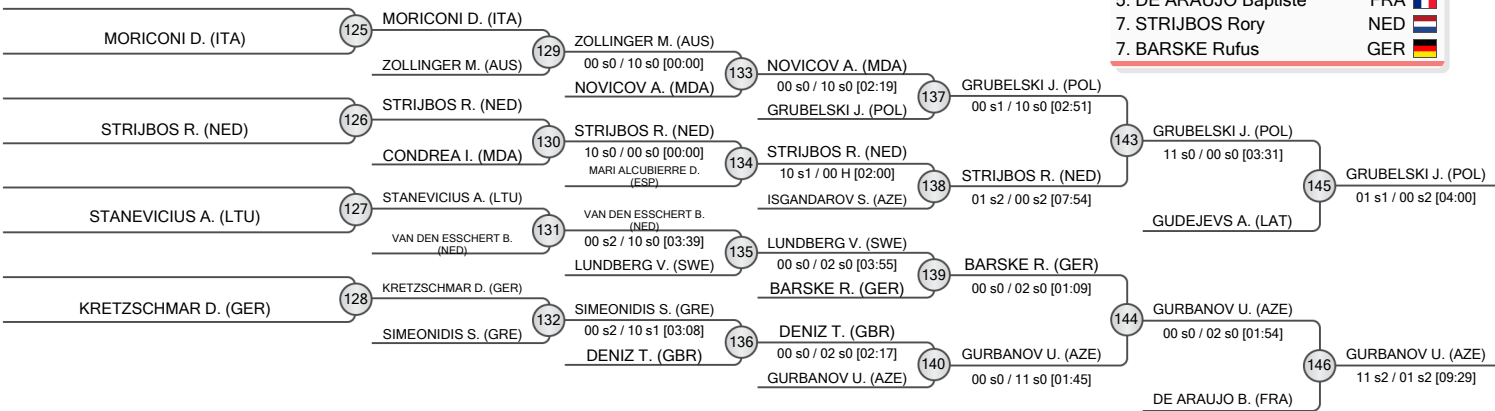 5. DE ARAUJO Baptiste FRA
7. STRIJBOS Rory NED
7. BARSKE Rufus GER
MORICONI D. (ITA)
125
MORICONI D. (ITA)
ZOLLINGER M. (AUS)
129
ZOLLINGER M. (AUS)
00 s0 / 10 s0 [00:00]
NOVICOV A. (MDA)
133
NOVICOV A. (MDA)
00 s0 / 10 s0 [02:19]
GRUBELSKI J. (POL)
137
GRUBELSKI J. (POL)
00 s1 / 10 s0 [02:51]
STRIJBOS R. (NED)
126
STRIJBOS R. (NED)
CONDREA I. (MDA)
130
STRIJBOS R. (NED)
10 s0 / 00 s0 [00:00]
MARI ALCUBIERRE D.
(ESP)
134
STRIJBOS R. (NED)
10 s1 / 00 H [02:00]
ISGANDAROV S. (AZE)
138
STRIJBOS R. (NED)
01 s2 / 00 s2 [07:54]
143
GRUBELSKI J. (POL)
11 s0 / 00 s0 [03:31]
GUDEJEVS A. (LAT)
145
GRUBELSKI J. (POL)
01 s1 / 00 s2 [04:00]
STANEVICIUS A. (LTU)
127
STANEVICIUS A. (LTU)
VAN DEN ESSCHERT B.
(NED)
131
VAN DEN ESSCHERT B.
(NED)
00 s2 / 10 s0 [03:39]
LUNDBERG V. (SWE)
135
LUNDBERG V. (SWE)
00 s0 / 02 s0 [03:55]
BARSKE R. (GER)
139
BARSKE R. (GER)
00 s0 / 02 s0 [01:09]
KRETZSCHMAR D. (GER)
128
KRETZSCHMAR D. (GER)
SIMEONIDIS S. (GRE)
132
SIMEONIDIS S. (GRE)
00 s2 / 10 s1 [03:08]
DENIZ T. (GBR)
136
DENIZ T. (GBR)
00 s0 / 02 s0 [02:17]
GURBANOV U. (AZE)
140
GURBANOV U. (AZE)
00 s0 / 11 s0 [01:45]
144
GURBANOV U. (AZE)
00 s0 / 02 s0 [01:54]
DE ARAUJO B. (FRA)
146
GURBANOV U. (AZE)
11 s2 / 01 s2 [09:29]